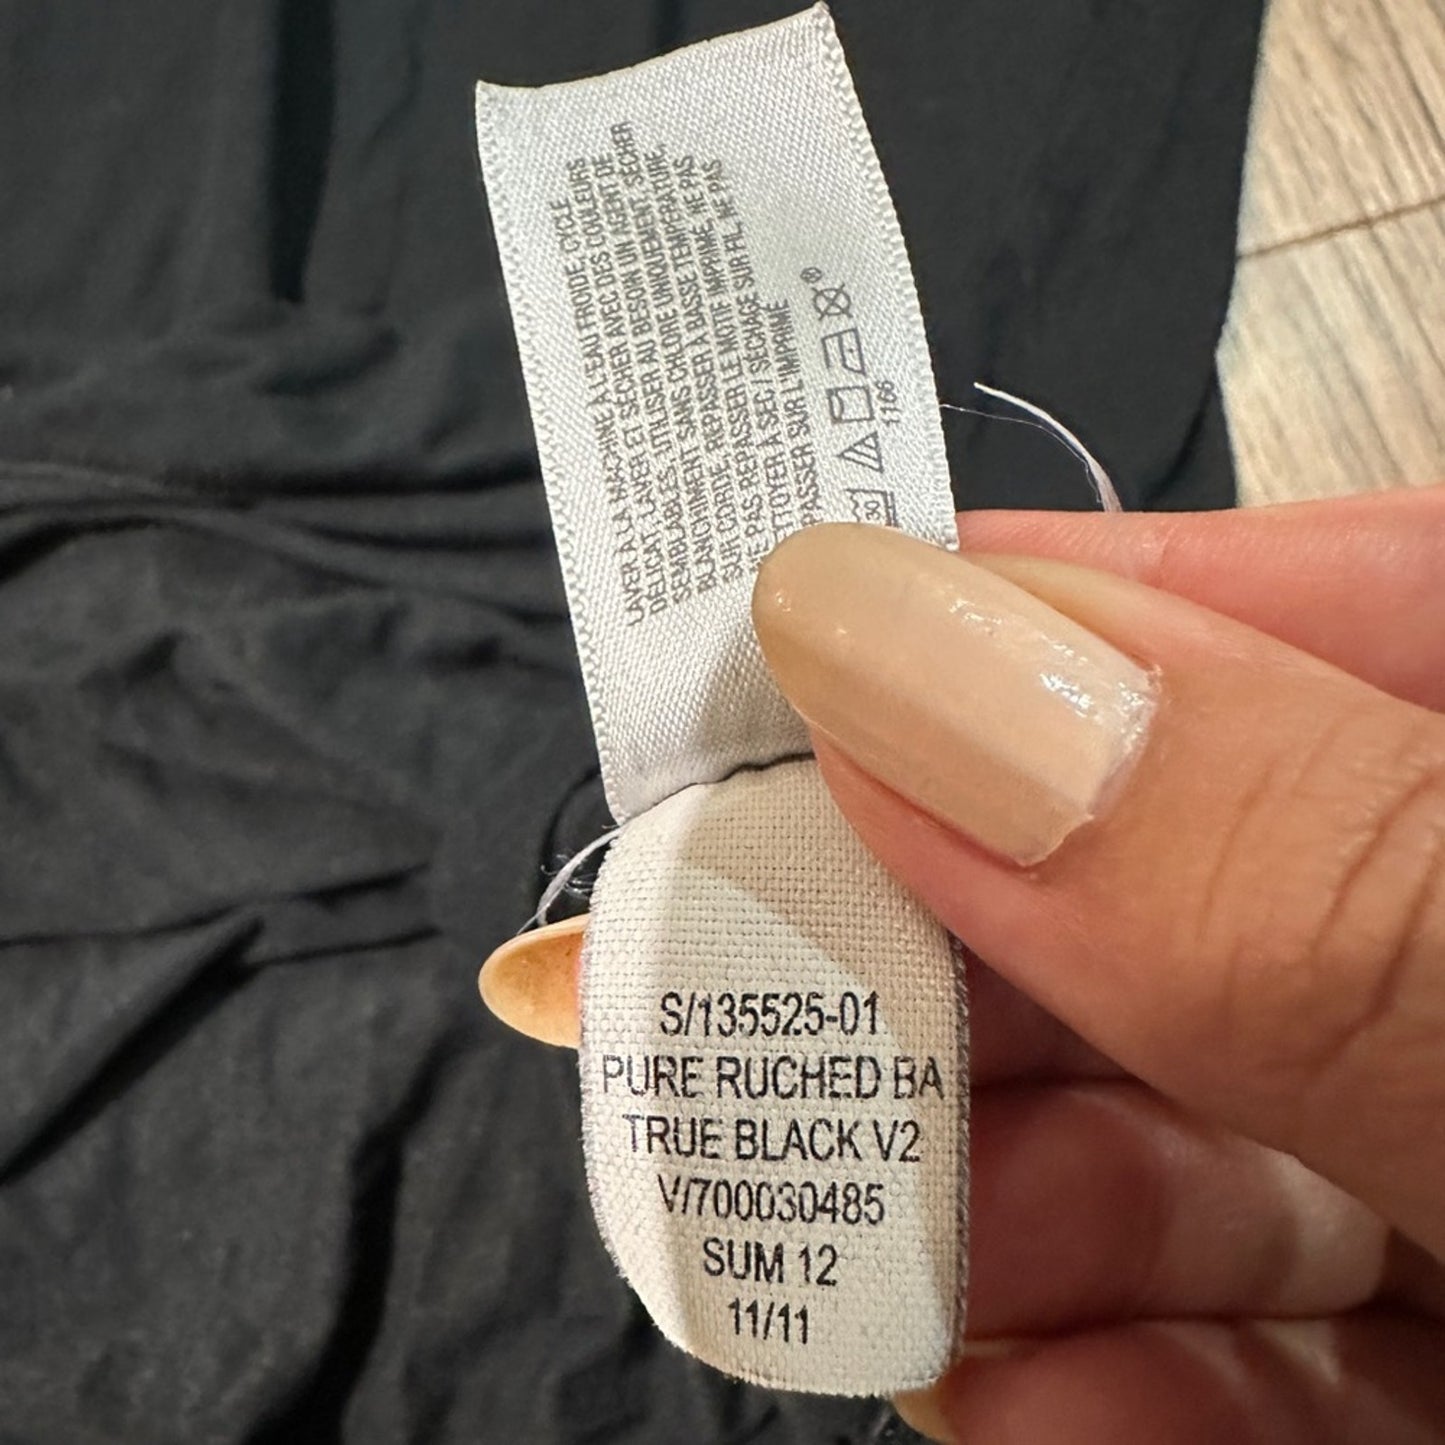 LAVER À LA MACHINE À L'EAU FROIDE, CYCLE
DÉLICAT. LAVER ET SÉCHER AVEC DES COULEURS
SEMBLABLES. UTILISER AU BESOIN UN AGENT DE
BLANCHIMENT SANS CHLORE UNIQUEMENT. SÉCHER
SUR CORDE. REPASSER À BASSE TEMPÉRATURE.
PAS REPASSER LE MOTIF IMPRIMÉ. NE PAS
TTOYER À SEC / SÉCHAGE SUR FIL, NE PAS
PASSER SUR L'IMPRIMÉ
30
®
1166
S/135525-01
PURE RUCHED BA
TRUE BLACK V2
V/700030485
SUM 12
11/11